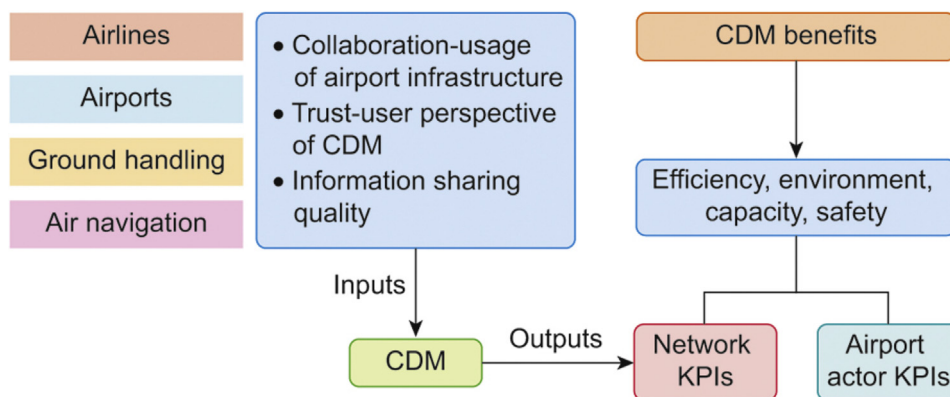 Airlines
Airports
Ground handling
Air navigation
• Collaboration-usage
of airport infrastructure
• Trust-user perspective
of CDM
• Information sharing
quality
Inputs
CDM
Outputs
CDM benefits
Efficiency, environment,
capacity, safety
Network
KPIs
Airport
actor KPIs